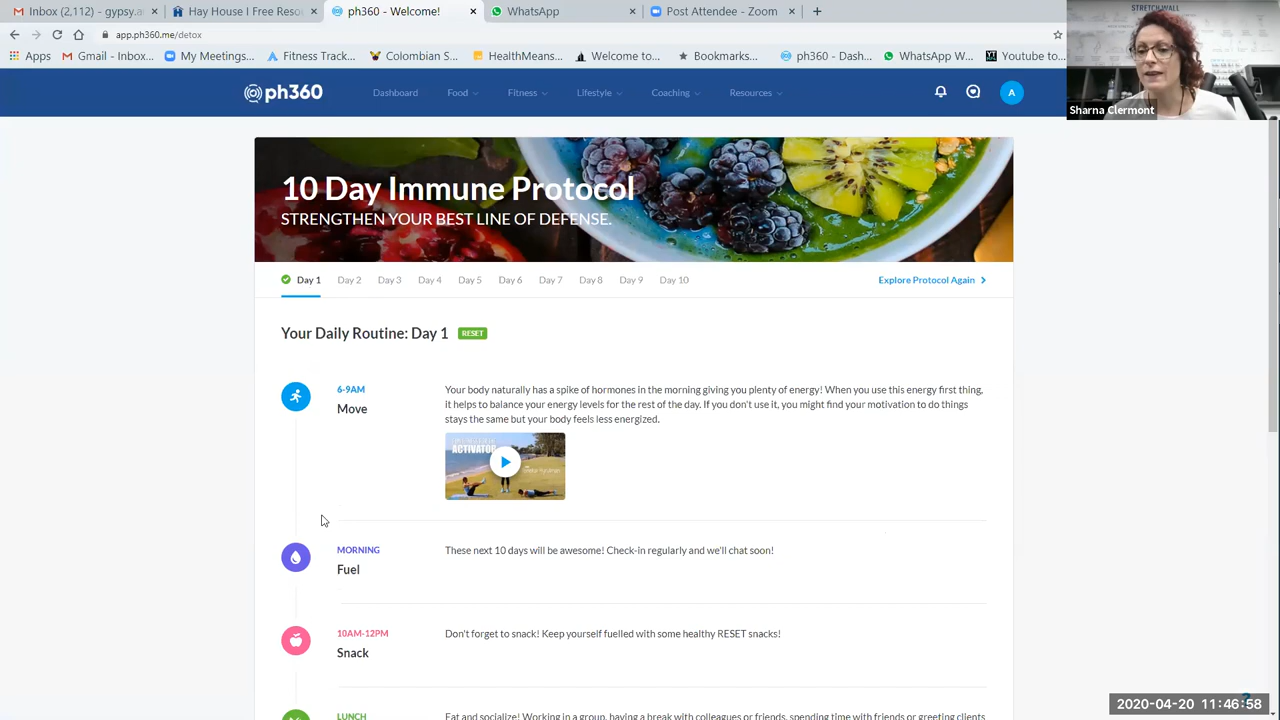 Inbox (2,112) - gypsy.a
Hay House I Free Reso
ph360 - Welcome!
WhatsApp
Post Attendee - Zoom
app.ph360.me/detox
Apps
Gmail - Inbox...
My Meetings...
Fitness Track...
Colombian S...
HealthMeans...
Welcome to...
Bookmarks...
ph360 - Dash...
WhatsApp W...
Youtube to
STRETCH WALL
Sharna Clermont
ph360
Dashboard
Food
Fitness
Lifestyle
Coaching
Resources
A
10 Day Immune Protocol
STRENGTHEN YOUR BEST LINE OF DEFENSE.
Day 1
Day 2
Day 3
Day 4
Day 5
Day 6
Day 7
Day 8
Day 9
Day 10
Explore Protocol Again
Your Daily Routine: Day 1 RESET
6-9AM
Move
Your body naturally has a spike of hormones in the morning giving you plenty of energy! When you use this energy first thing,
it helps to balance your energy levels for the rest of the day. If you don't use it, you might find your motivation to do things
stays the same but your body feels less energized.
ACTIVATOR
MORNING
Fuel
These next 10 days will be awesome! Check-in regularly and we'll chat soon!
10AM-12PM
Snack
Don't forget to snack! Keep yourself fuelled with some healthy RESET snacks!
LUNCH
Eat and socialize! Working in a group, having a break with colleagues or friends, spending time with friends or greeting clients
2020-04-20 11:46:58